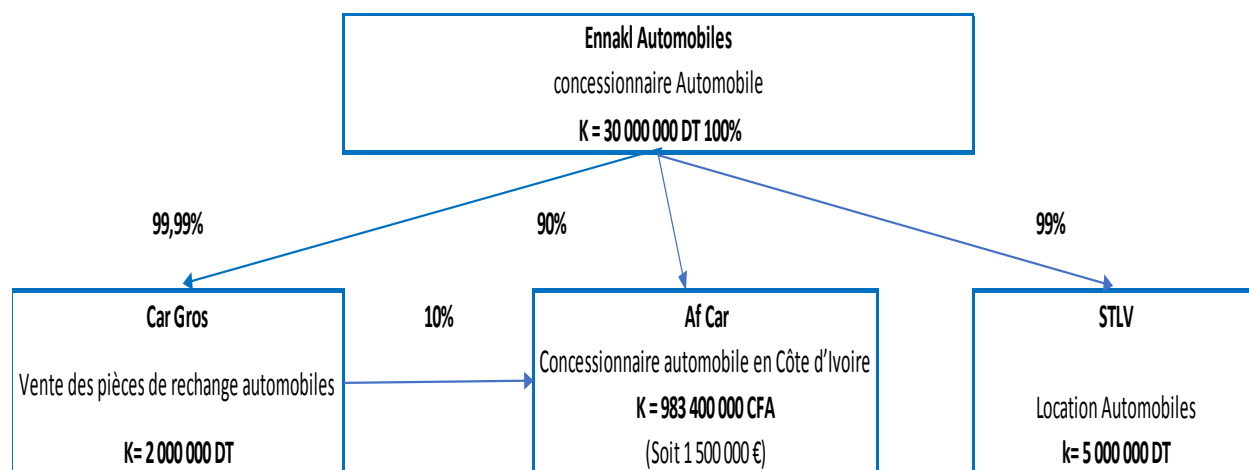 Ennakl Automobiles
concessionnaire Automobile
K = 30 000 000 DT 100%
99,99%
90%
99%
Car Gros
Vente des pièces de rechange automobiles
K= 2 000 000 DT
10%
Af Car
Concessionnaire automobile en Côte d’Ivoire
K = 983 400 000 CFA
(Soit 1 500 000 €)
STLV
Location Automobiles
k= 5 000 000 DT